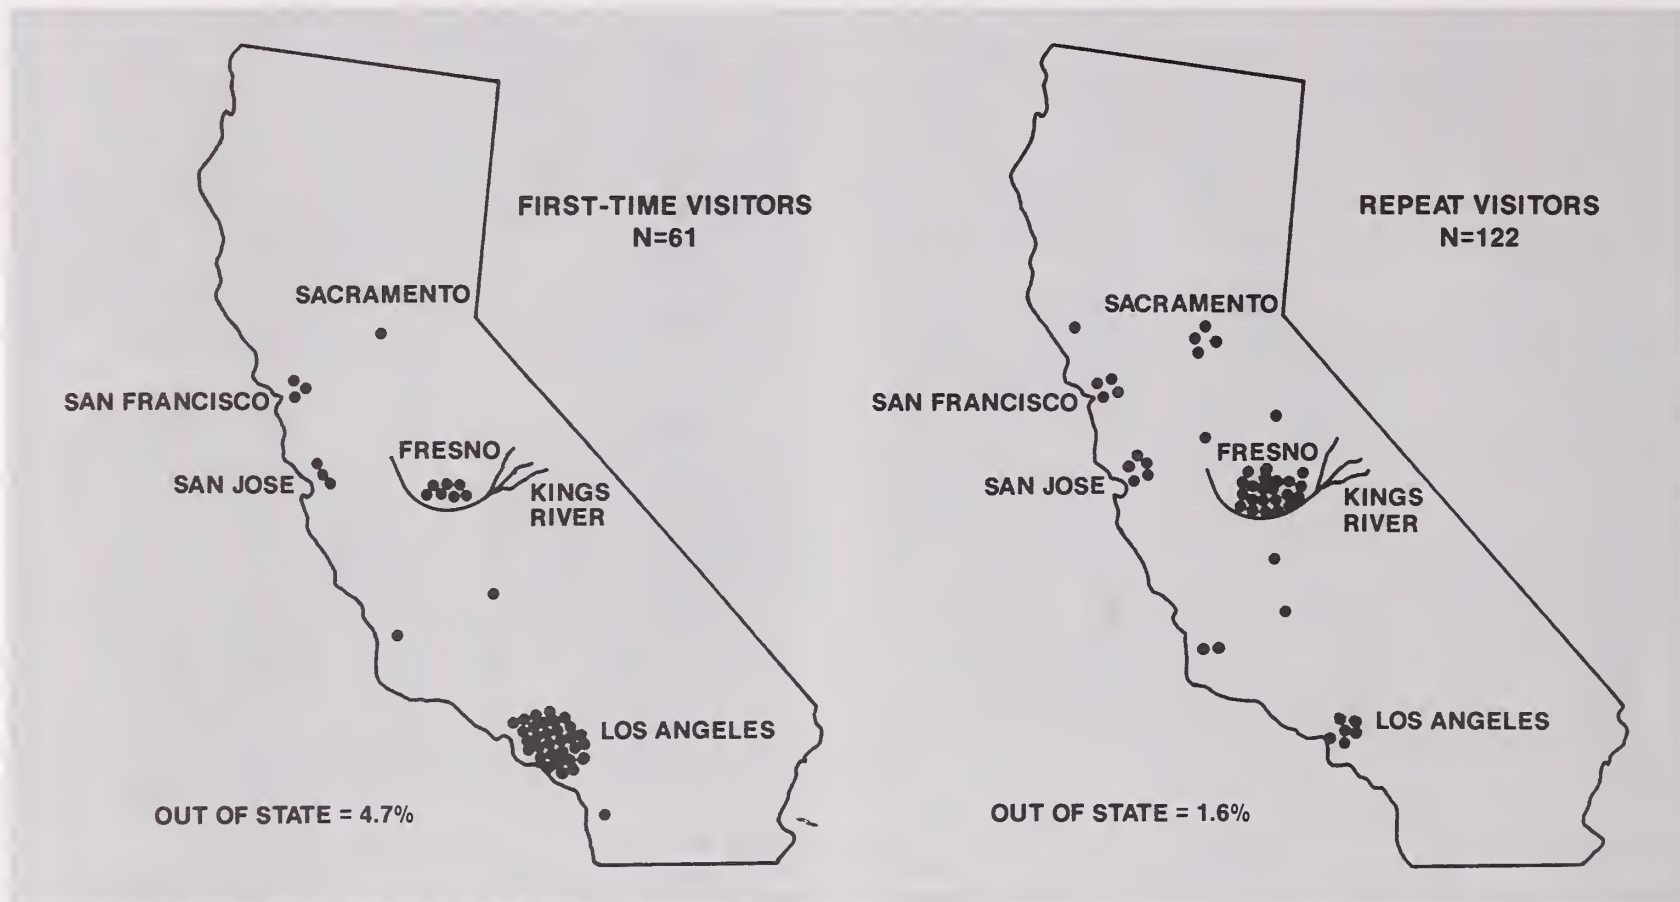 FIRST-TIME VISITORS
N=61
SACRAMENTO
SAN FRANCISCO
FRESNO
SAN JOSE
KINGS
RIVER
LOS ANGELES
OUT OF STATE = 4.7%
REPEAT VISITORS
N=122
SACRAMENTO
SAN FRANCISCO
FRESNO
SAN JOSE
KINGS
RIVER
LOS ANGELES
OUT OF STATE = 1.6%